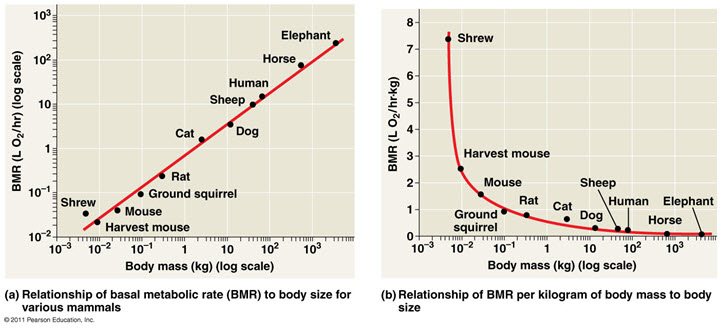 BMR (L O₂/hr) (log scale)
10³
10²
10
1
10⁻¹
10⁻²
Elephant
Horse
Human
Sheep
Dog
Cat
Rat
Ground squirrel
Shrew
Mouse
Harvest mouse
10⁻³ 10⁻² 10⁻¹ 1 10 10² 10³
Body mass (kg) (log scale)
(a) Relationship of basal metabolic rate (BMR) to body size for
various mammals
© 2011 Pearson Education, Inc.
BMR (L O₂/hr·kg)
8
7
6
5
4
3
2
1
0
Shrew
Harvest mouse
Mouse
Sheep
Rat
Human
Elephant
Cat
Ground
squirrel
Dog
Horse
10⁻³ 10⁻² 10⁻¹ 1 10 10² 10³
Body mass (kg) (log scale)
(b) Relationship of BMR per kilogram of body mass to body
size